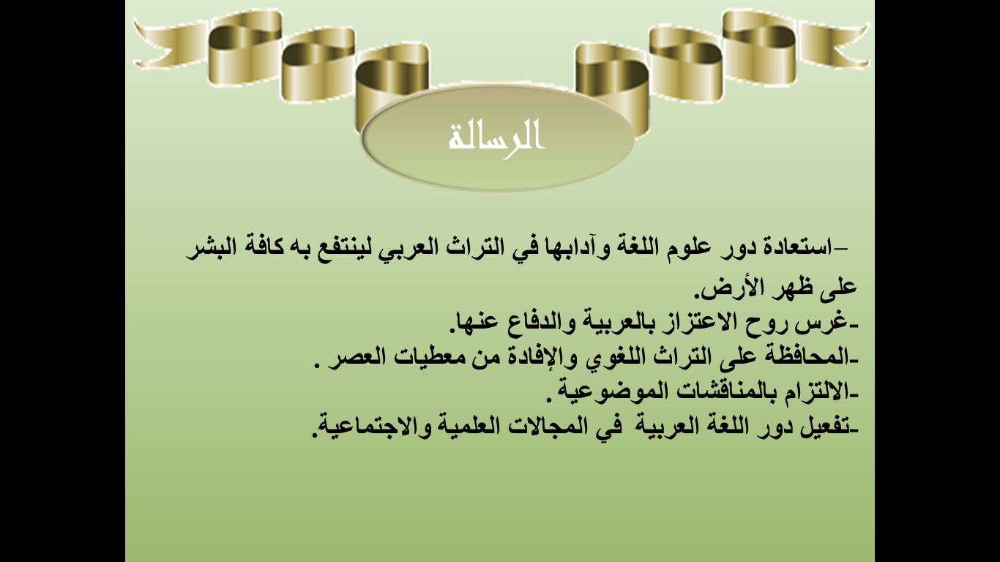 الرسالة
–استعادة دور علوم اللغة وآدابها في التراث العربي لينتفع به كافة البشر
على ظهر الأرض.
-غرس روح الاعتزاز بالعربية والدفاع عنها.
-المحافظة على التراث اللغوي والإفادة من معطيات العصر .
-الالتزام بالمناقشات الموضوعية .
-تفعيل دور اللغة العربية  في المجالات العلمية والاجتماعية.